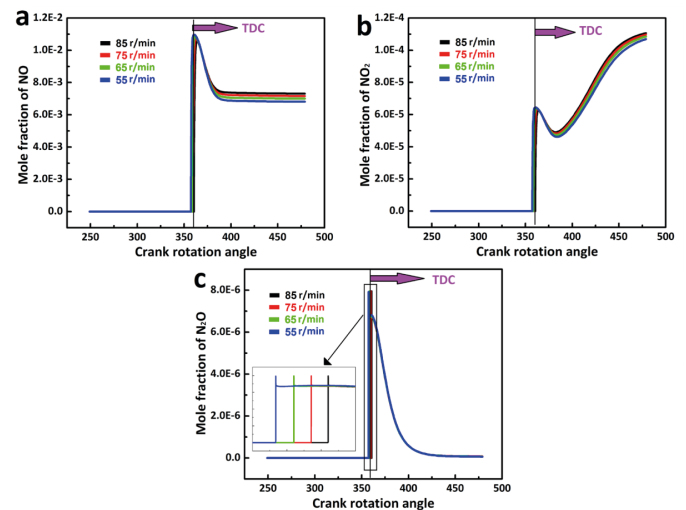 a
TDC
1.2E-2
1.0E-2
8.0E-3
6.0E-3
4.0E-3
2.0E-3
0.0
Mole fraction of NO
85 r/min
75 r/min
65 r/min
55 r/min
250 300 350 400 450 500
Crank rotation angle
b
TDC
1.2E-4
1.0E-4
8.0E-5
6.0E-5
4.0E-5
2.0E-5
0.0
Mole fraction of NO₂
85 r/min
75 r/min
65 r/min
55 r/min
250 300 350 400 450 500
Crank rotation angle
c
TDC
8.0E-6
6.0E-6
4.0E-6
2.0E-6
0.0
Mole fraction of N₂O
85 r/min
75 r/min
65 r/min
55 r/min
250 300 350 400 450 500
Crank rotation angle